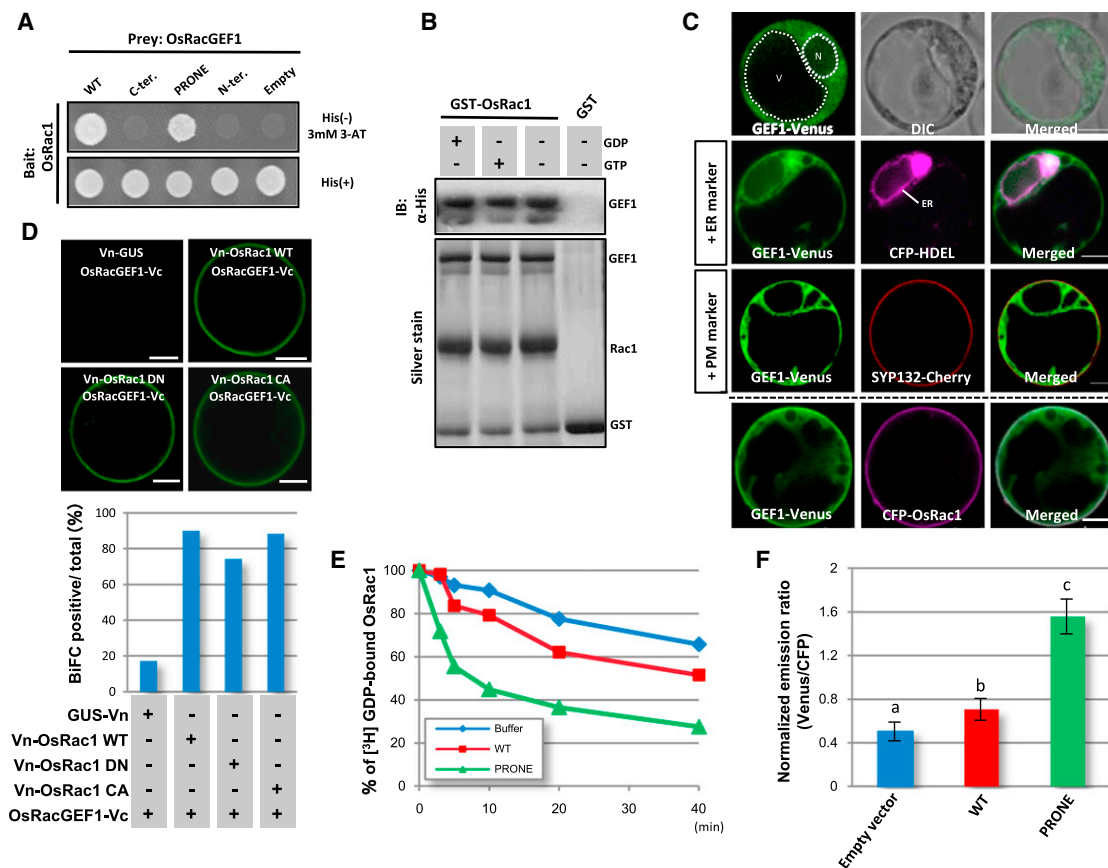 A
Prey: OsRacGEF1
WT
C-ter.
PRONE
N-ter.
Empty
Bait:
OsRac1
His(-)
3mM 3-AT
His(+)
B
GST-OsRac1
GST
+ - - - GDP
- + - - GTP
IB:
α-His
GEF1
Silver stain
GEF1
Rac1
GST
C
V
N
GEF1-Venus
DIC
Merged
+ ER marker
ER
GEF1-Venus
CFP-HDEL
Merged
+ PM marker
GEF1-Venus
SYP132-Cherry
Merged
GEF1-Venus
CFP-OsRac1
Merged
D
Vn-GUS
OsRacGEF1-Vc
Vn-OsRac1 WT
OsRacGEF1-Vc
Vn-OsRac1 DN
OsRacGEF1-Vc
Vn-OsRac1 CA
OsRacGEF1-Vc
BiFC positive/ total (%)
100
80
60
40
20
0
GUS-Vn + - - -
Vn-OsRac1 WT - + - -
Vn-OsRac1 DN - - + -
Vn-OsRac1 CA - - - +
OsRacGEF1-Vc + + + +
E
% of [³H] GDP-bound OsRac1
100
80
60
40
20
0
Buffer
WT
PRONE
0 10 20 30 40
(min)
F
Normalized emission ratio
(Venus/CFP)
2
1.6
1.2
0.8
0.4
0
a
b
c
Empty vector
WT
PRONE